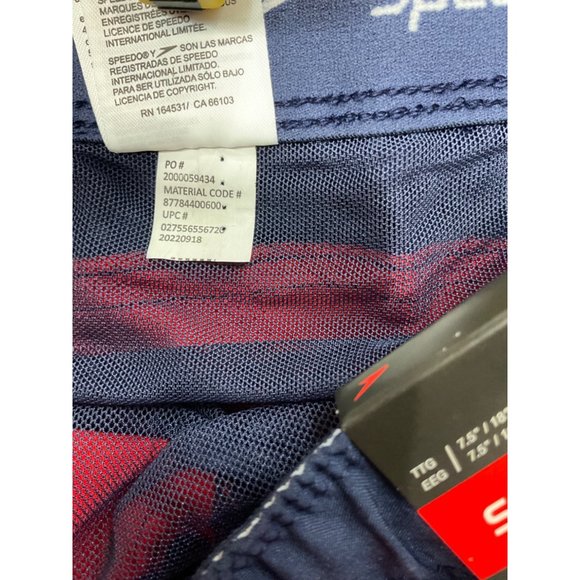 MARQUES DE
ENREGISTRÉES DE SPEEDO
LICENCE DE SPEEDO
INTERNATIONAL LIMITÉE.
SPEEDO® Y SON LAS MARCAS
REGISTRADAS DE SPEEDO
INTERNACIONAL LIMITADO.
PARA SER UTILIZADA SÓLO BAJO
LICENCIA DE COPYRIGHT.
RN 164531/ CA 66103
PO #
2000059434
MATERIAL CODE #
87784400600
UPC #
027556556720
20220918
TTG
EEG
7.5" / 
7.5" /